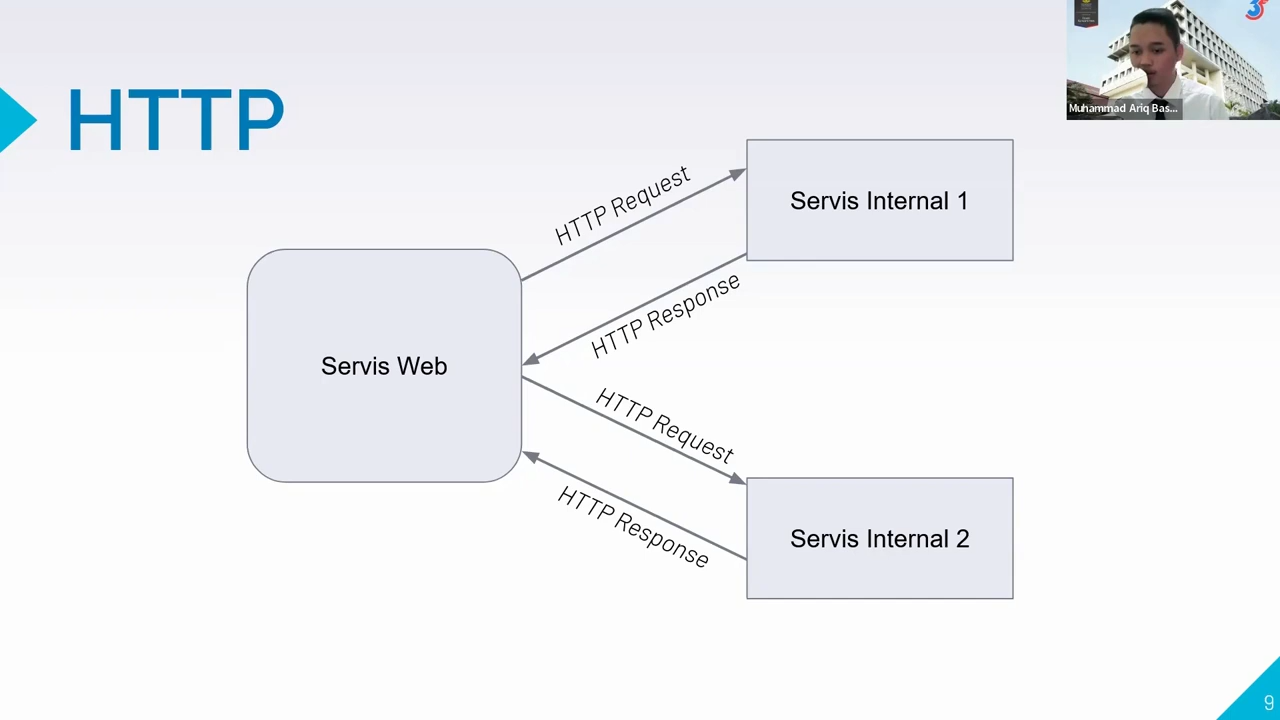 HTTP
Muhammad Ariq Bas...
HTTP Request
Servis Internal 1
HTTP Response
Servis Web
HTTP Request
HTTP Response
Servis Internal 2
9